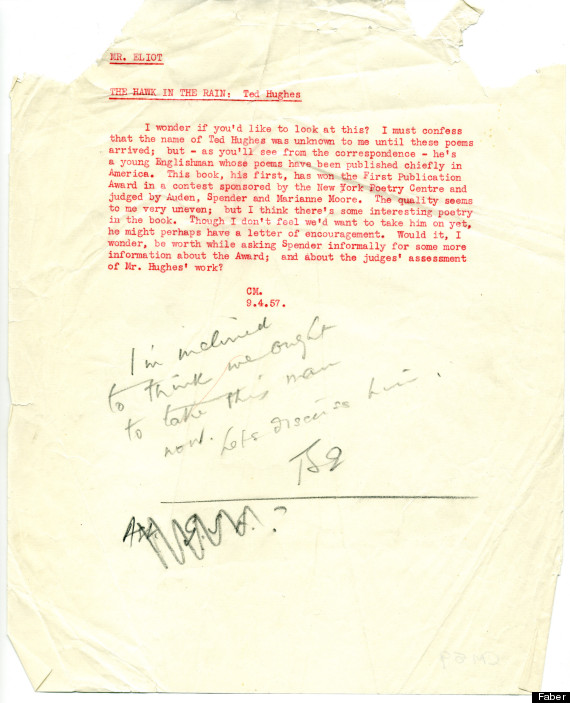 MR. ELIOT
THE HAWK IN THE RAIN: Ted Hughes
I wonder if you'd like to look at this? I must confess
that the name of Ted Hughes was unknown to me until these poems
arrived; but - as you'll see from the correspondence - he's
a young Englishman whose poems have been published chiefly in
America. This book, his first, has won the First Publication
Award in a contest sponsored by the New York Poetry Centre and
judged by Auden, Spender and Marianne Moore. The quality seems
to me very uneven; but I think there's some interesting poetry
in the book. Though I don't feel we'd want to take him on yet,
he might perhaps have a letter of encouragement. Would it, I
wonder, be worth while asking Spender informally for some more
information about the Award; and about the judges' assessment
of Mr. Hughes' work?
CM.
9.4.57.
I'm inclined
to think we ought
to take this man
now. Let's discuss him.
TSE
Faber